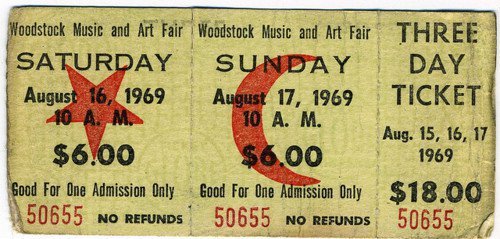 Woodstock Music and Art Fair
SATURDAY
August 16, 1969
10 A. M.
$6.00
Good For One Admission Only
50655 NO REFUNDS
Woodstock Music and Art Fair
SUNDAY
August 17, 1969
10 A. M.
$6.00
Good For One Admission Only
50655 NO REFUNDS
THREE
DAY
TICKET
Aug. 15, 16, 17
1969
$18.00
50655